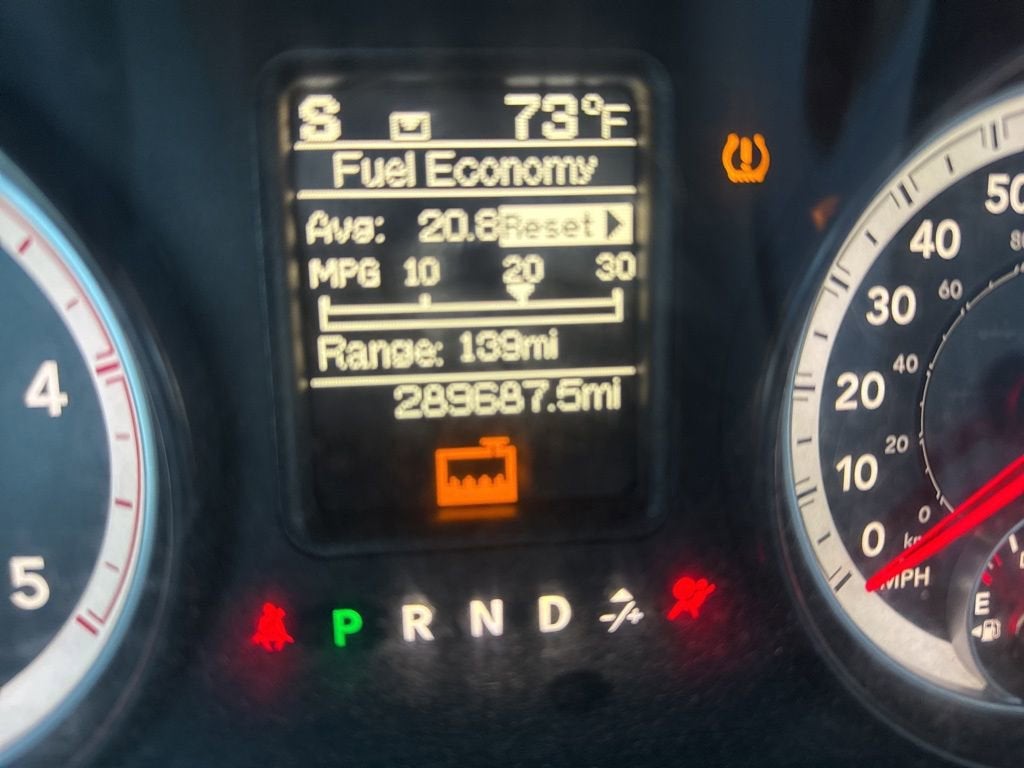 S 73°F
Fuel Economy
Avg: 20.8 Reset
MPG 10 20 30
Range: 139mi
289687.5mi
P R N D -/+
4
5
50
40
30
20
10
0
MPH
60
40
20
0
E